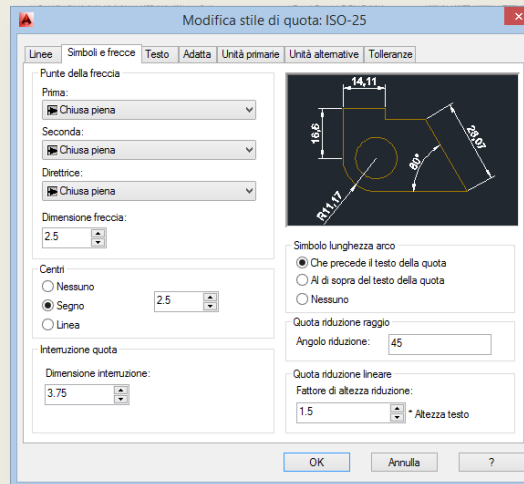 Modifica stile di quota: ISO-25
Linee Simboli e frecce Testo Adatta Unità primarie Unità alternative Tolleranze
Punte della freccia
Prima:
Chiusa piena
Seconda:
Chiusa piena
Direttrice:
Chiusa piena
Dimensione freccia:
2.5
Centri
Nessuno
Segno
2.5
Linea
Interruzione quota
Dimensione interruzione:
3.75
14,11
16,6
28,07
60°
R11,17
Simbolo lunghezza arco
Che precede il testo della quota
Al di sopra del testo della quota
Nessuno
Quota riduzione raggio
Angolo riduzione: 45
Quota riduzione lineare
Fattore di altezza riduzione:
1.5 * Altezza testo
OK Annulla ?